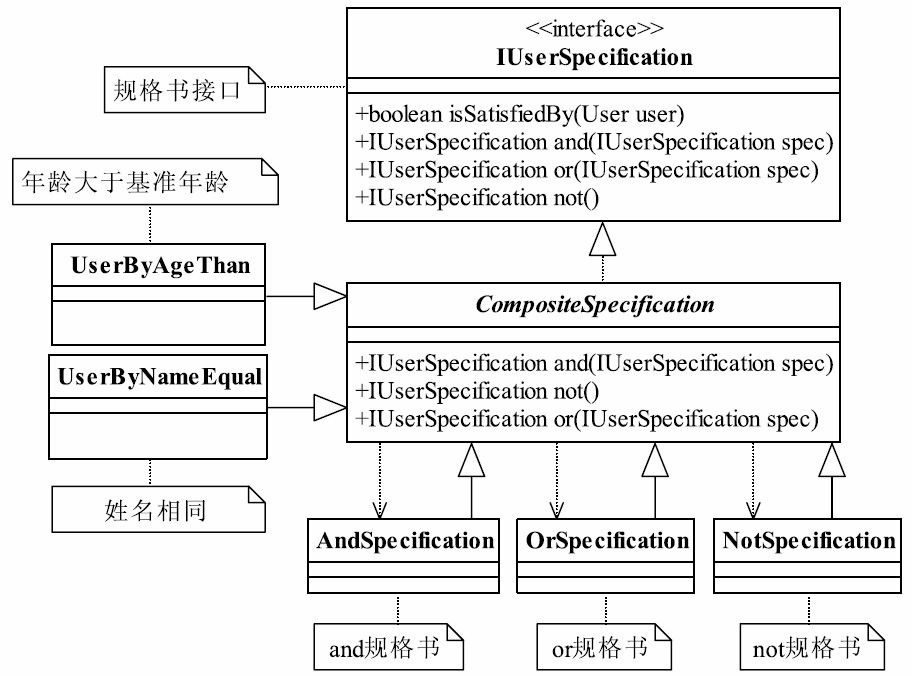 <<interface>>
IUserSpecification
规格书接口
+boolean isSatisfiedBy(User user)
+IUserSpecification and(IUserSpecification spec)
+IUserSpecification or(IUserSpecification spec)
+IUserSpecification not()
年龄大于基准年龄
UserByAgeThan
CompositeSpecification
+IUserSpecification and(IUserSpecification spec)
+IUserSpecification not()
+IUserSpecification or(IUserSpecification spec)
UserByNameEqual
姓名相同
AndSpecification
OrSpecification
NotSpecification
and规格书
or规格书
not规格书